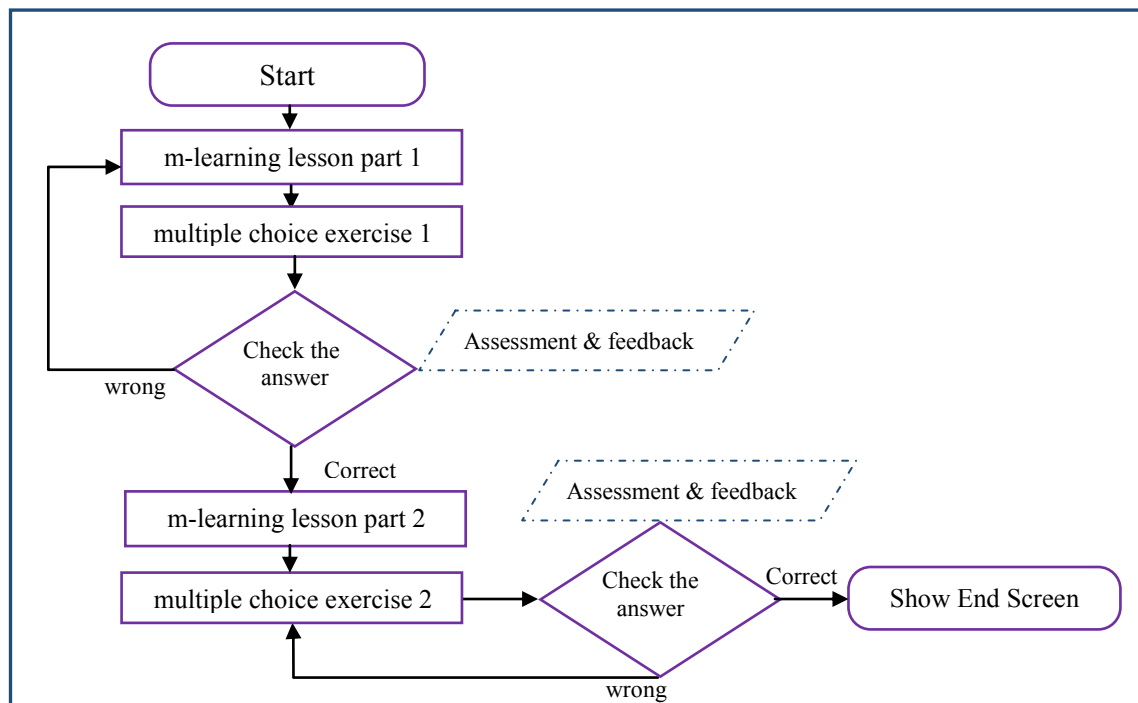 Start
m-learning lesson part 1
multiple choice exercise 1
Check the
answer
Assessment & feedback
wrong
Correct
m-learning lesson part 2
Assessment & feedback
multiple choice exercise 2
Check the
answer
Correct
Show End Screen
wrong